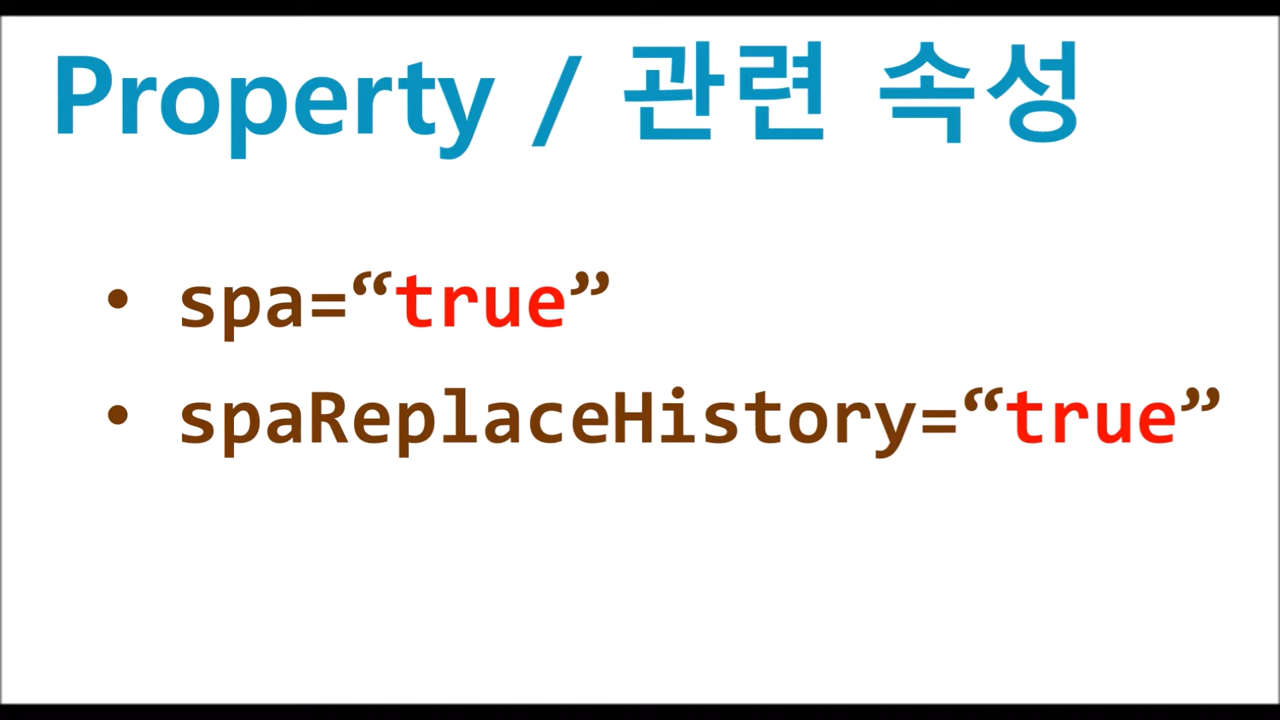 Property / 관련 속성
• spa=“true”
• spaReplaceHistory=“true”